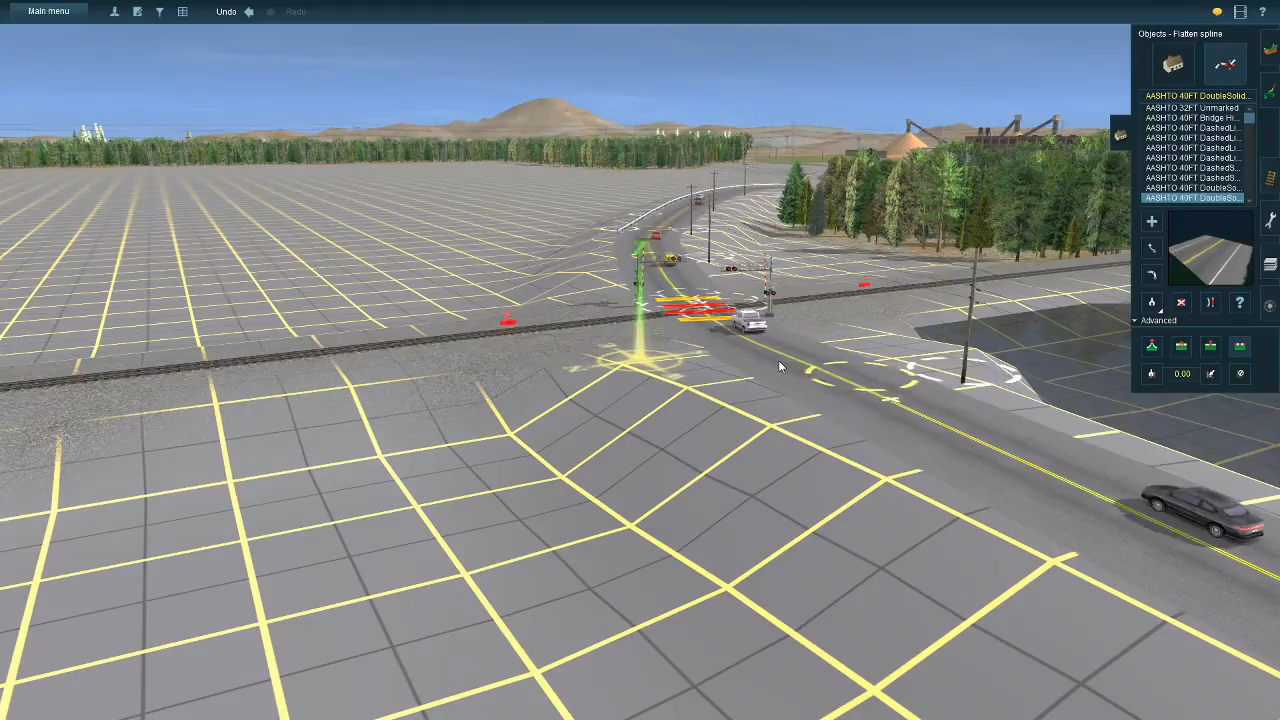 Main menu
Undo
Redo
?
Objects - Flatten spline
AASHTO 40FT DoubleSolid...
AASHTO 32FT Unmarked
AASHTO 40FT Bridge Hi...
AASHTO 40FT DashedLi...
AASHTO 40FT DashedLi...
AASHTO 40FT DashedLi...
AASHTO 40FT DashedLi...
AASHTO 40FT DashedS...
AASHTO 40FT DashedS...
AASHTO 40FT DoubleSo...
AASHTO 40FT DoubleSo...
?
Advanced
0.00